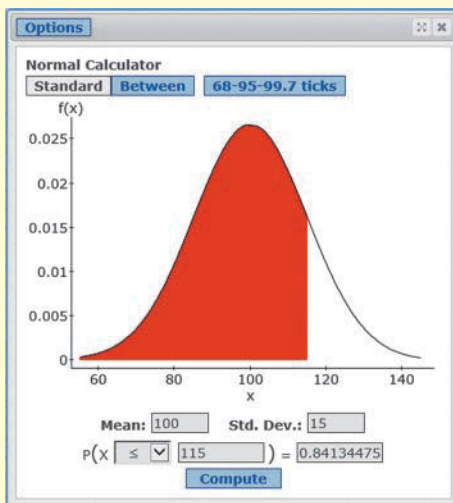 Options
Normal Calculator
Standard Between 68-95-99.7 ticks
f(x)
0.025
0.02
0.015
0.01
0.005
0
60 80 100 120 140
x
Mean: 100 Std. Dev.: 15
P(X ≤ 115 ) = 0.84134475
Compute